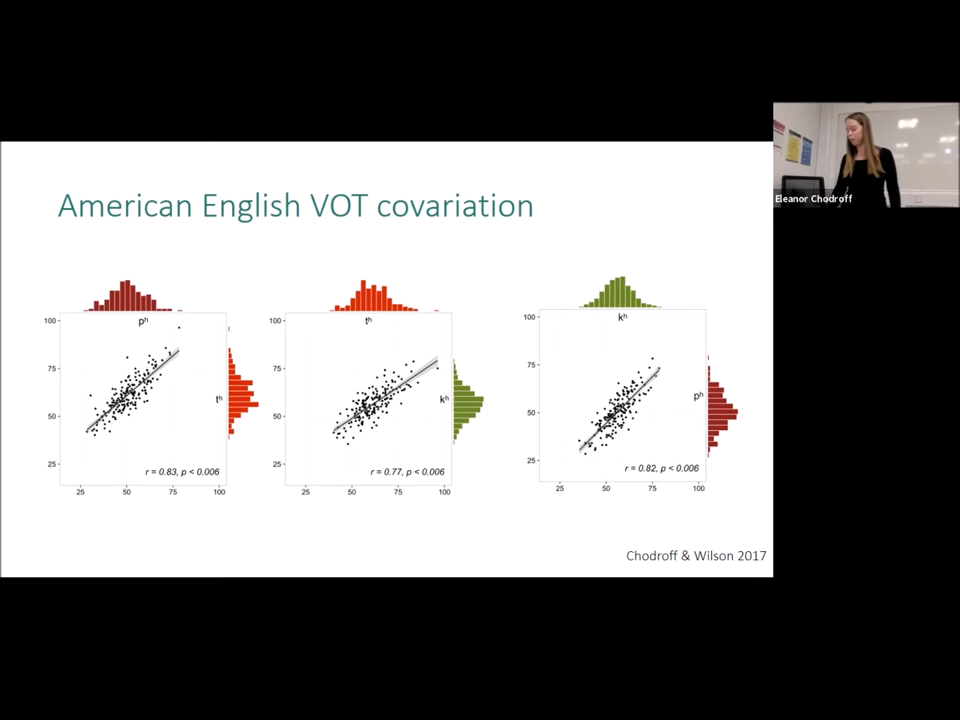 American English VOT covariation
pʰ
tʰ
100
75
50
25
25
50
75
100
r = 0.83, p < 0.006
tʰ
kʰ
100
75
50
25
25
50
75
100
r = 0.77, p < 0.006
kʰ
pʰ
100
75
50
25
25
50
75
100
r = 0.82, p < 0.006
Chodroff & Wilson 2017
Eleanor Chodroff